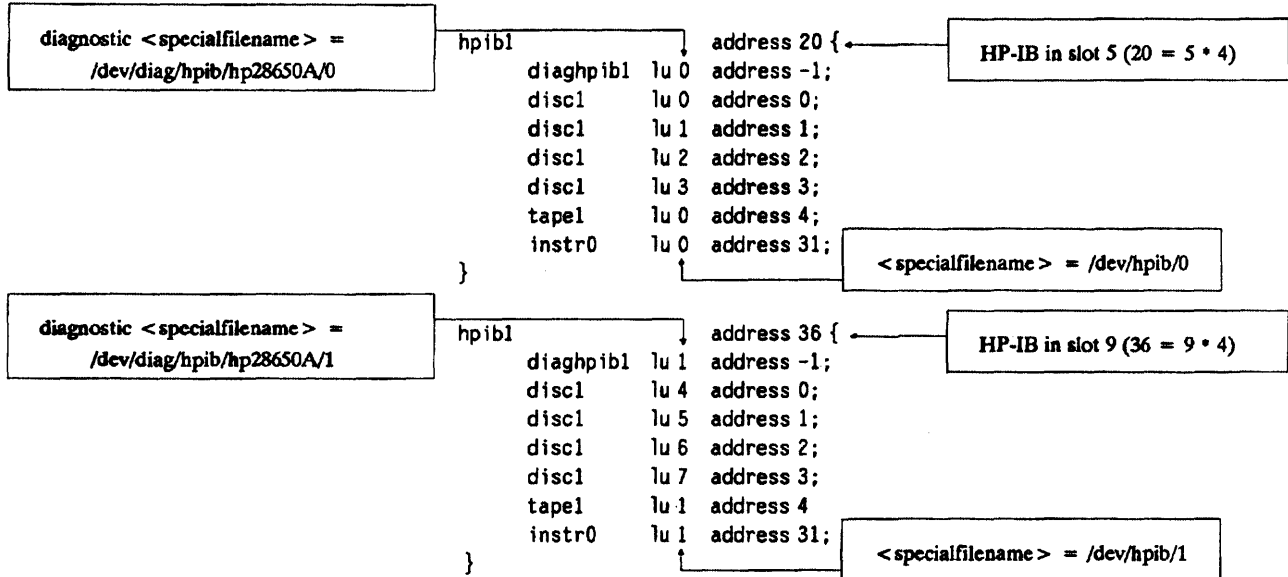 diagnostic <specialfilename> =
/dev/diag/hpib/hp28650A/0
hpib1 address 20 {
HP-IB in slot 5 (20 = 5 * 4)
diaghpib1 lu 0 address -1;
disc1 lu 0 address 0;
disc1 lu 1 address 1;
disc1 lu 2 address 2;
disc1 lu 3 address 3;
tape1 lu 0 address 4;
instr0 lu 0 address 31;
}
<specialfilename> = /dev/hpib/0
diagnostic <specialfilename> =
/dev/diag/hpib/hp28650A/1
hpib1 address 36 {
HP-IB in slot 9 (36 = 9 * 4)
diaghpib1 lu 1 address -1;
disc1 lu 4 address 0;
disc1 lu 5 address 1;
disc1 lu 6 address 2;
disc1 lu 7 address 3;
tape1 lu 1 address 4
instr0 lu 1 address 31;
}
<specialfilename> = /dev/hpib/1